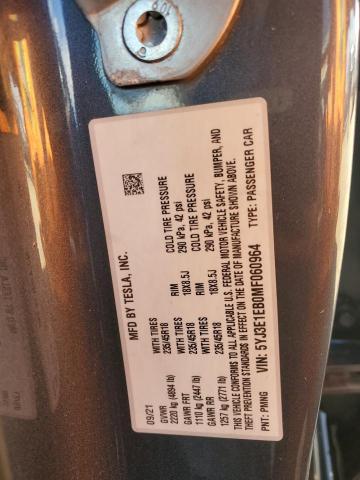 MFD BY TESLA, INC.
09/21
GVWR
2220 kg (4894 lb)
GAWR FRT WITH TIRES RIM COLD TIRE PRESSURE
1110 kg (2447 lb) 235/45R18 18X8.5J 290 kPa, 42 psi
GAWR RR WITH TIRES RIM COLD TIRE PRESSURE
1257 kg (2771 lb) 235/45R18 18X8.5J 290 kPa, 42 psi
THIS VEHICLE CONFORMS TO ALL APPLICABLE U.S. FEDERAL MOTOR VEHICLE SAFETY, BUMPER, AND
THEFT PREVENTION STANDARDS IN EFFECT ON THE DATE OF MANUFACTURE SHOWN ABOVE.
VIN: 5YJ3E1EB0MF060964
PNT: PMNG TYPE: PASSENGER CAR